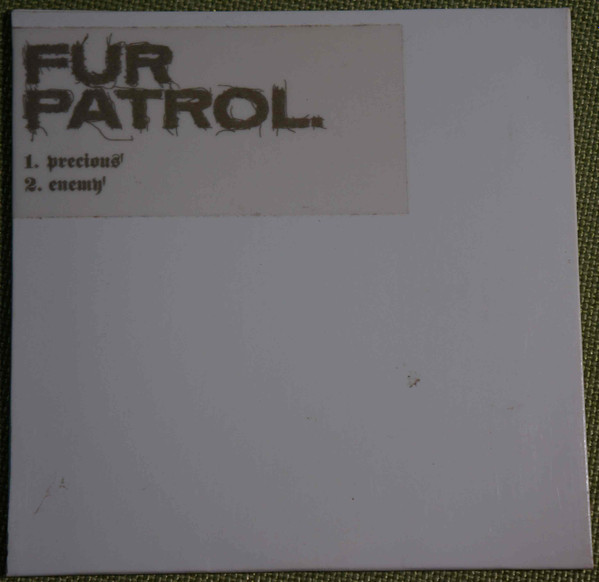 FUR
PATROL.
1. precious'
2. enemy'